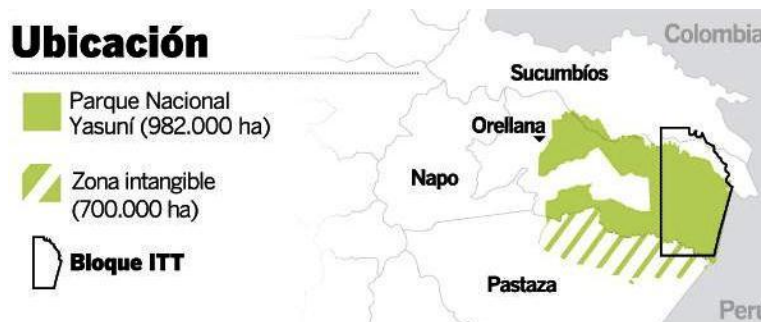 Ubicación
Parque Nacional
Yasuní (982.000 ha)
Zona intangible
(700.000 ha)
Bloque ITT
Colombia
Sucumbíos
Orellana
Napo
Pastaza
Perú